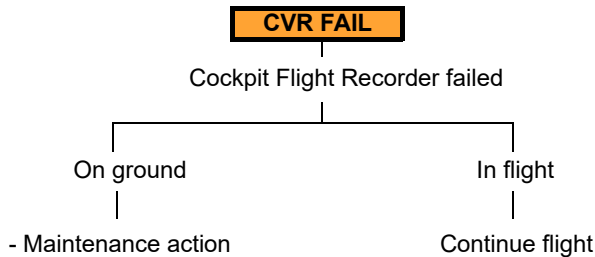 CVR FAIL
Cockpit Flight Recorder failed
On ground
In flight
- Maintenance action
Continue flight